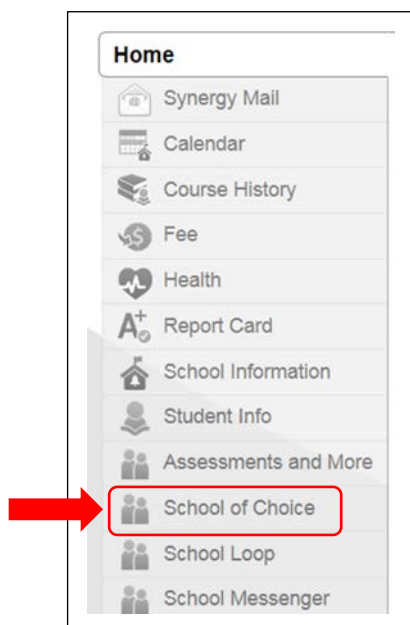 Home
Synergy Mail
Calendar
Course History
Fee
Health
Report Card
School Information
Student Info
Assessments and More
School of Choice
School Loop
School Messenger